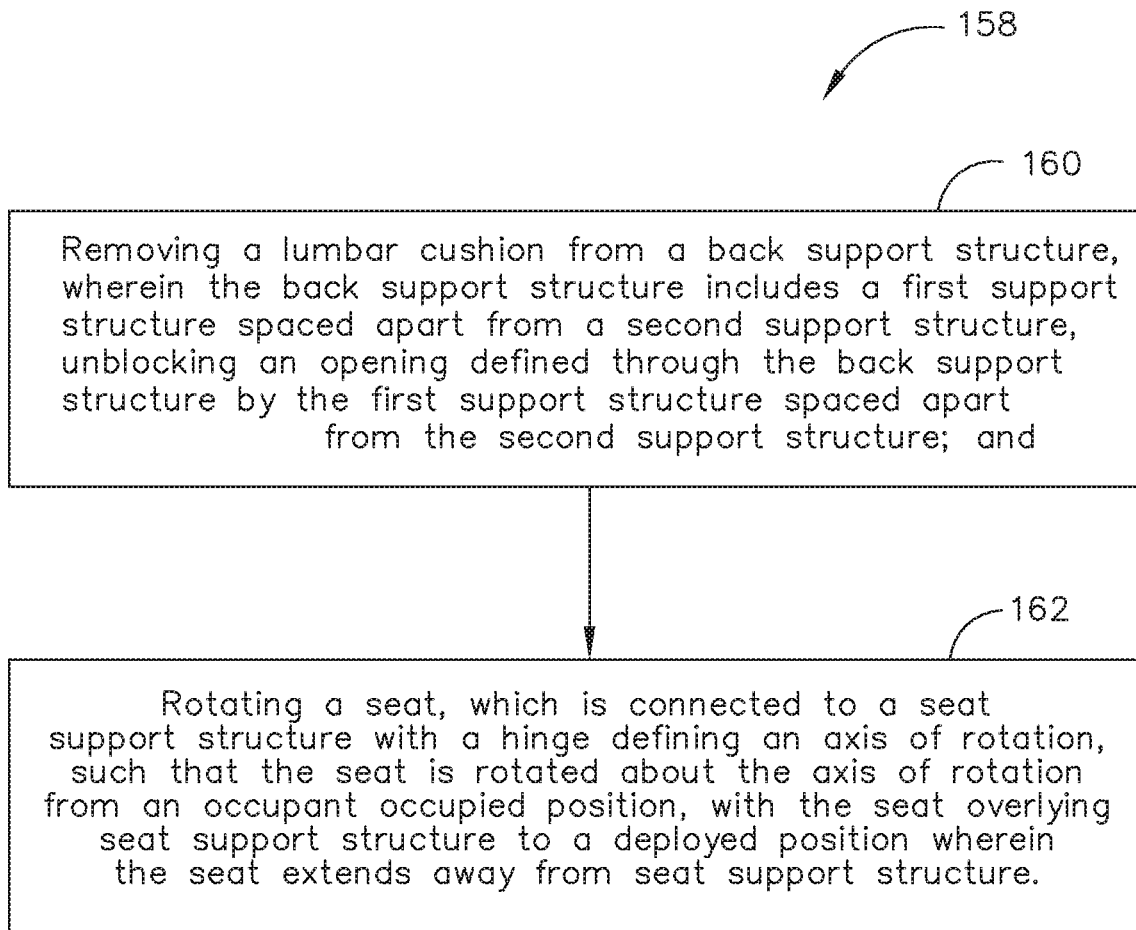 158
160
Removing a lumbar cushion from a back support structure,
wherein the back support structure includes a first support
structure spaced apart from a second support structure,
unblocking an opening defined through the back support
structure by the first support structure spaced apart
from the second support structure; and
162
Rotating a seat, which is connected to a seat
support structure with a hinge defining an axis of rotation,
such that the seat is rotated about the axis of rotation
from an occupant occupied position, with the seat overlying
seat support structure to a deployed position wherein
the seat extends away from seat support structure.